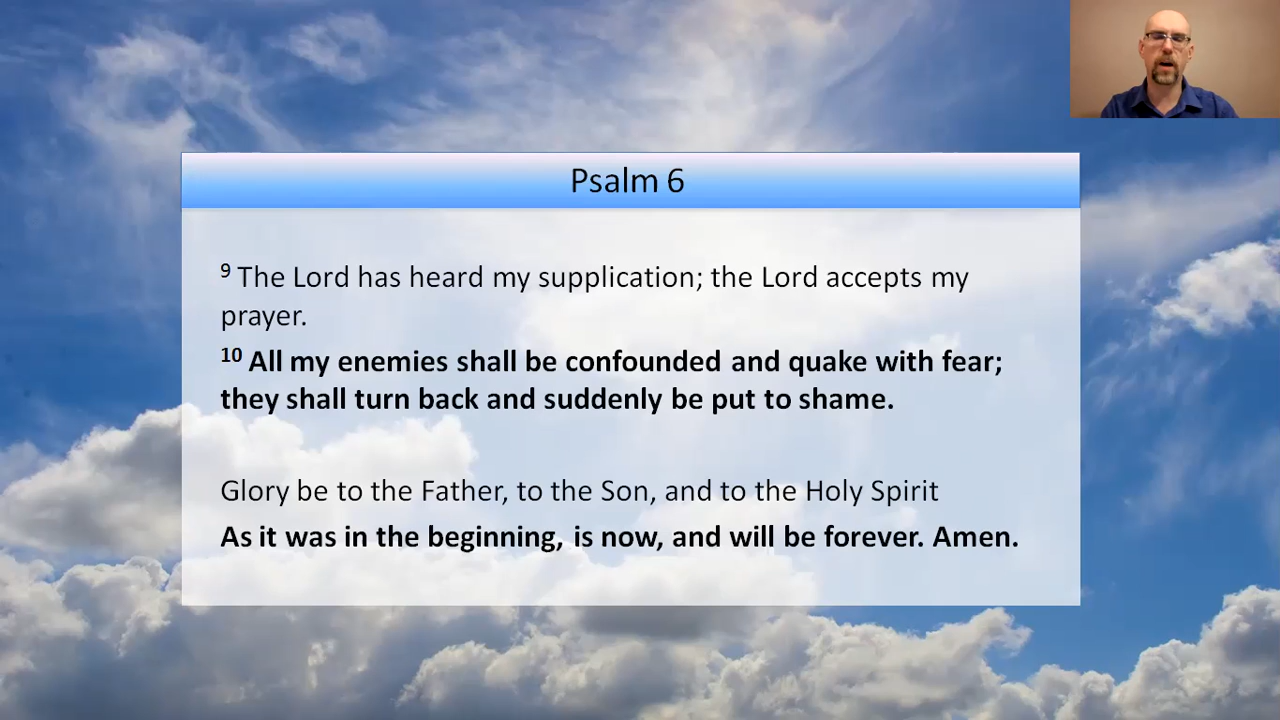 Psalm 6
9 The Lord has heard my supplication; the Lord accepts my
prayer.
10 All my enemies shall be confounded and quake with fear;
they shall turn back and suddenly be put to shame.
Glory be to the Father, to the Son, and to the Holy Spirit
As it was in the beginning, is now, and will be forever. Amen.